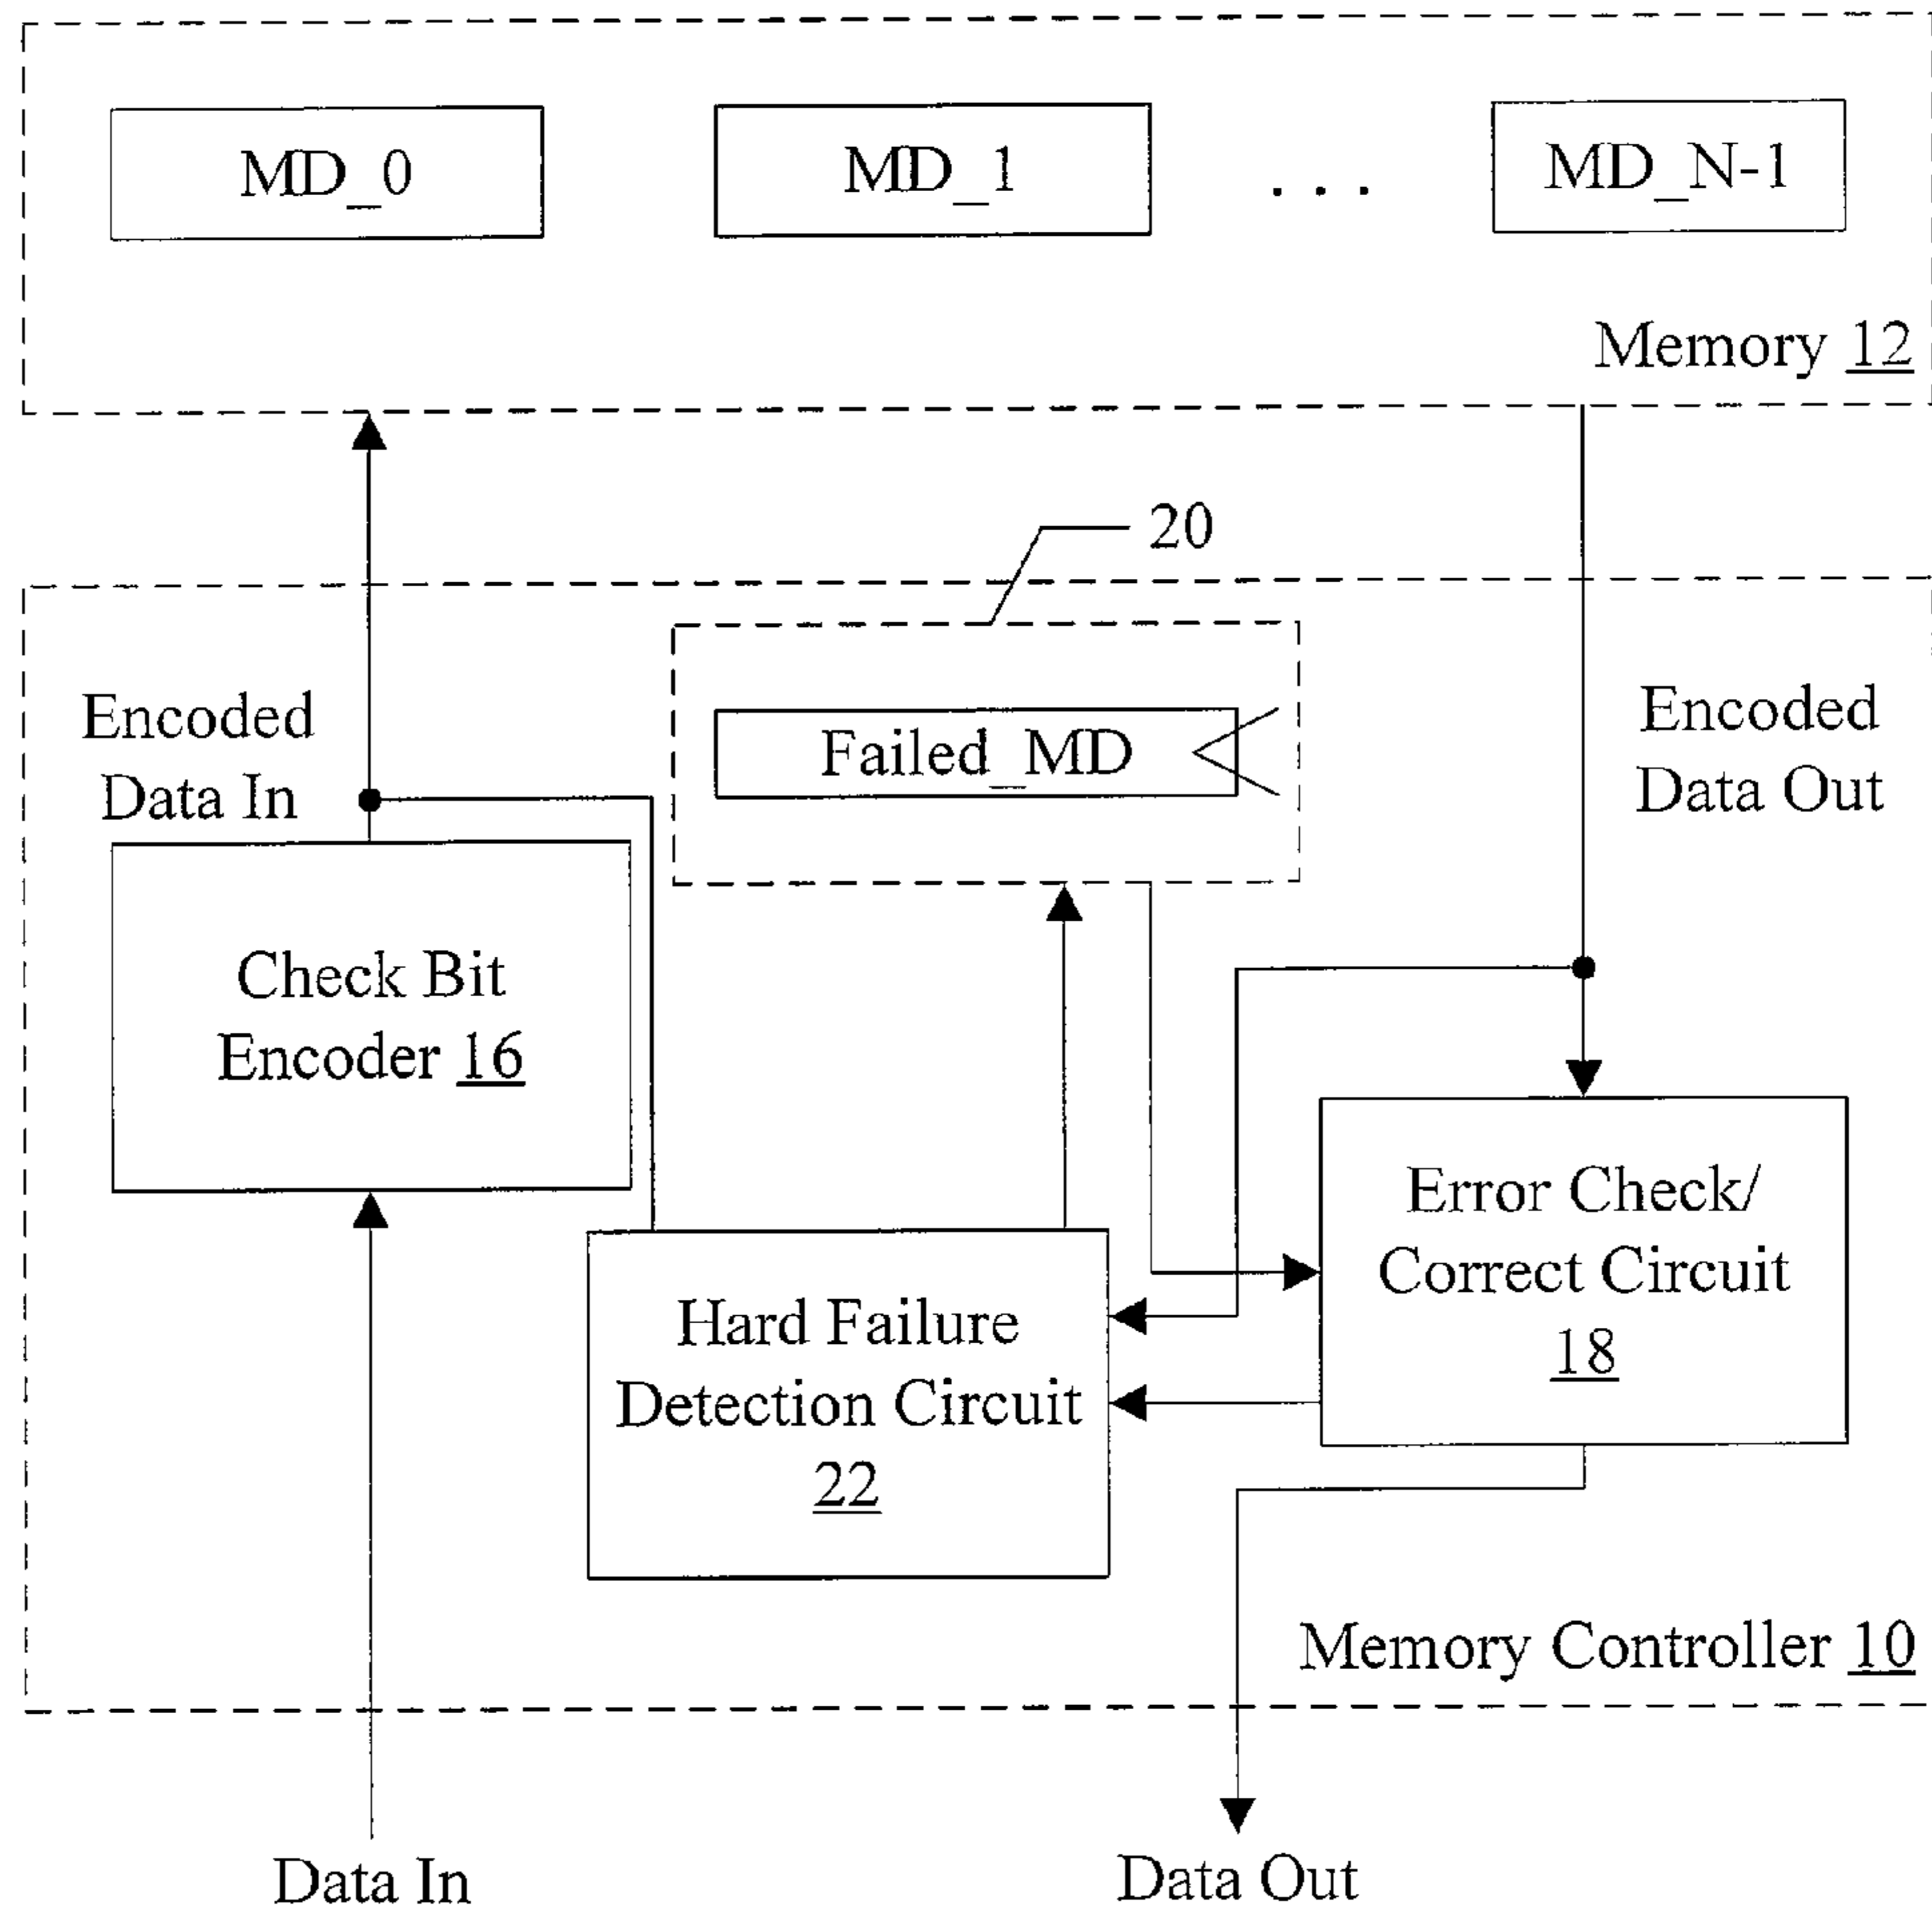 MD_0
MD_1
. . .
MD_N-1
Memory 12
20
Encoded
Data In
Failed_MD
Encoded
Data Out
Check Bit
Encoder 16
Error Check/
Correct Circuit
18
Hard Failure
Detection Circuit
22
Memory Controller 10
Data In
Data Out